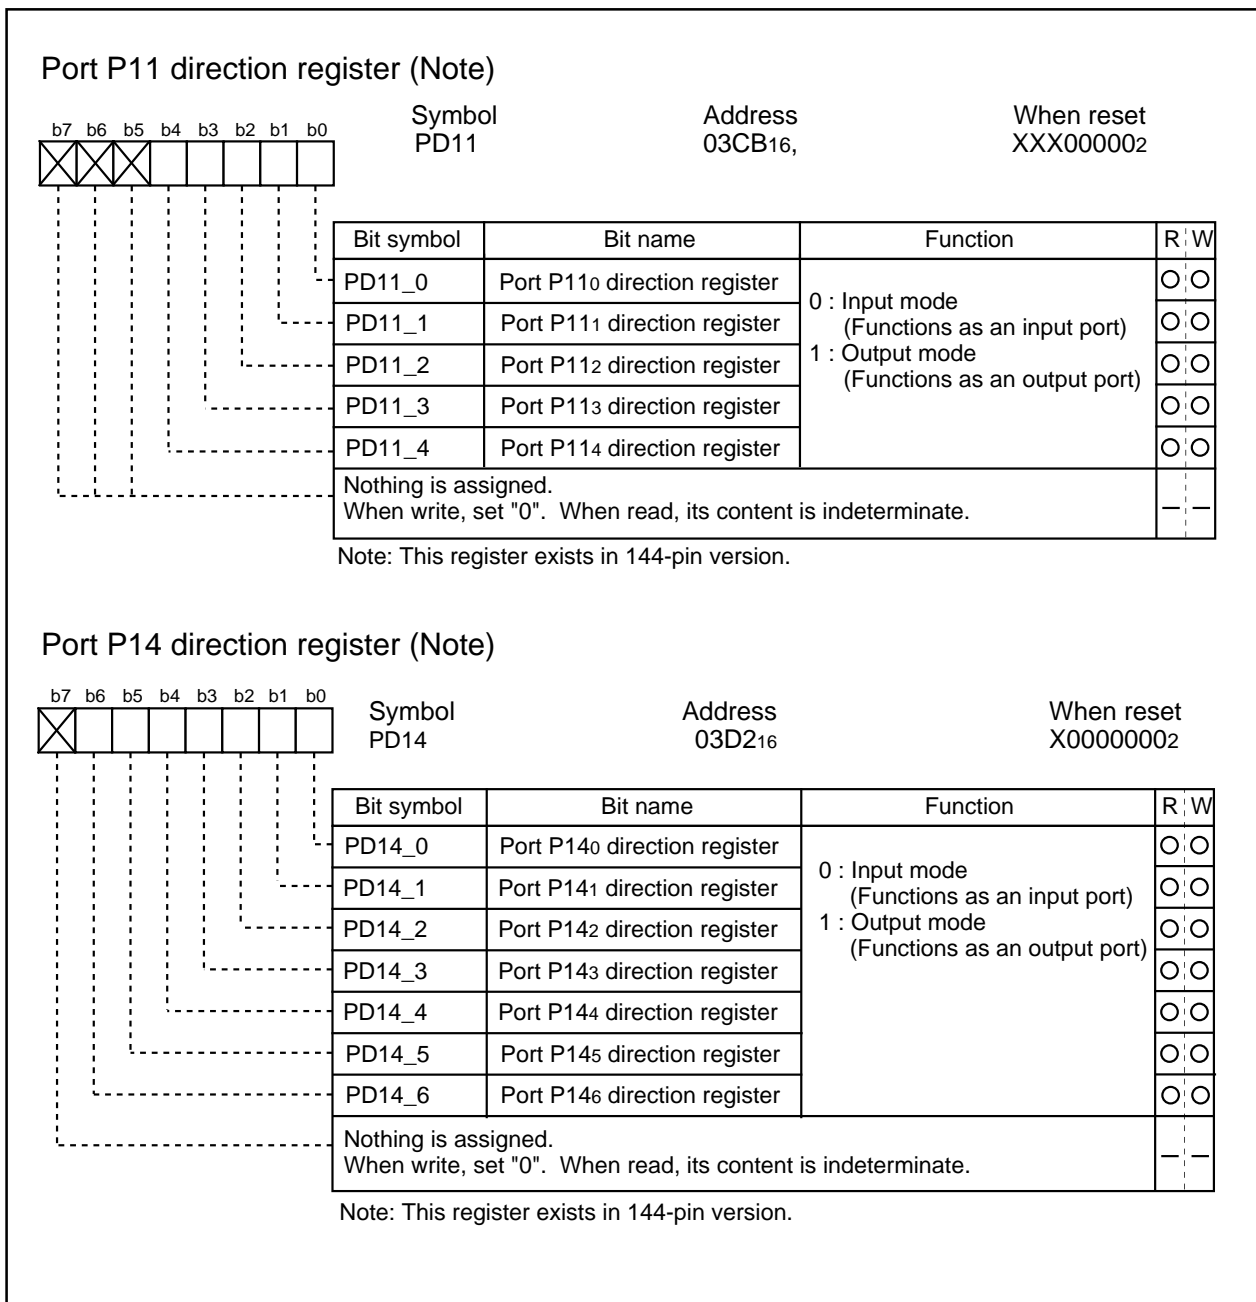 Port P11 direction register (Note)
Symbol Address When reset
PD11 03CB16, XXX000002
b7 b6 b5 b4 b3 b2 b1 b0
Bit symbol Bit name Function R W
PD11_0 Port P110 direction register
PD11_1 Port P111 direction register
PD11_2 Port P112 direction register
PD11_3 Port P113 direction register
PD11_4 Port P114 direction register
0 : Input mode
(Functions as an input port)
1 : Output mode
(Functions as an output port)
Nothing is assigned.
When write, set "0". When read, its content is indeterminate.
Note: This register exists in 144-pin version.
Port P14 direction register (Note)
b7 b6 b5 b4 b3 b2 b1 b0
Symbol Address When reset
PD14 03D216 X00000002
Bit symbol Bit name Function R W
PD14_0 Port P140 direction register
PD14_1 Port P141 direction register
PD14_2 Port P142 direction register
PD14_3 Port P143 direction register
PD14_4 Port P144 direction register
PD14_5 Port P145 direction register
PD14_6 Port P146 direction register
0 : Input mode
(Functions as an input port)
1 : Output mode
(Functions as an output port)
Nothing is assigned.
When write, set "0". When read, its content is indeterminate.
Note: This register exists in 144-pin version.